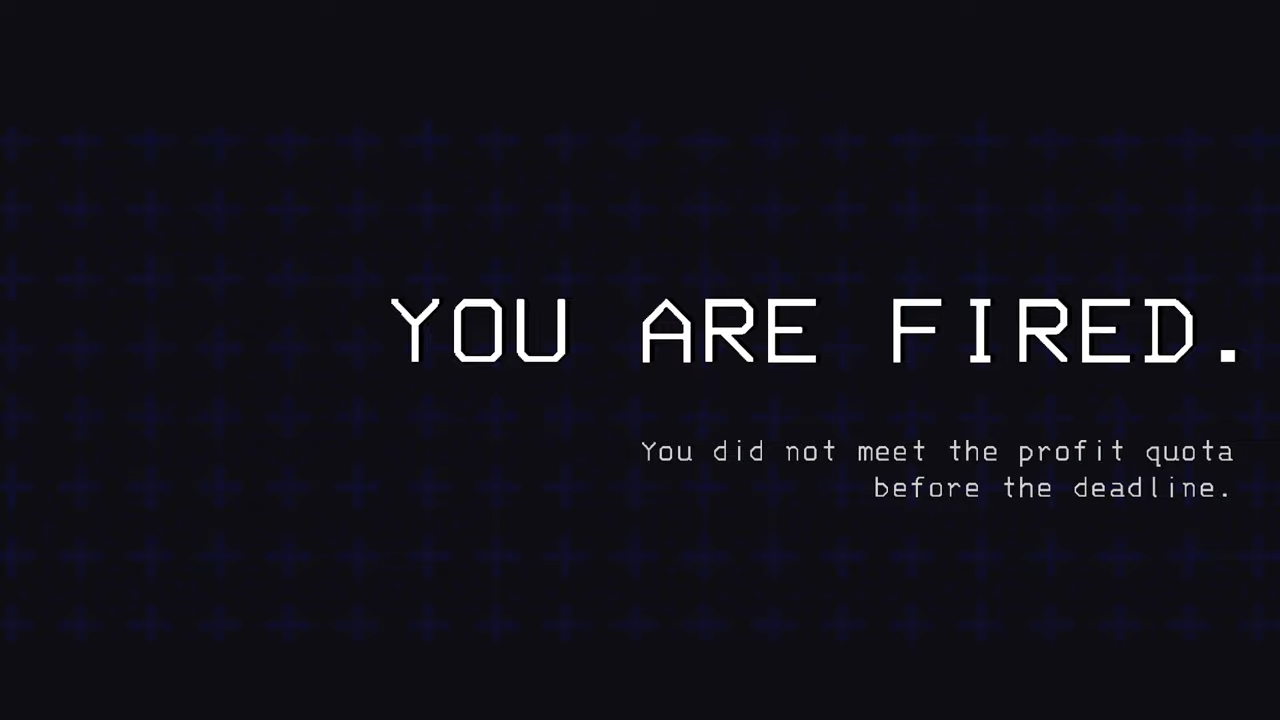 YOU ARE FIRED.
You did not meet the profit quota
before the deadline.